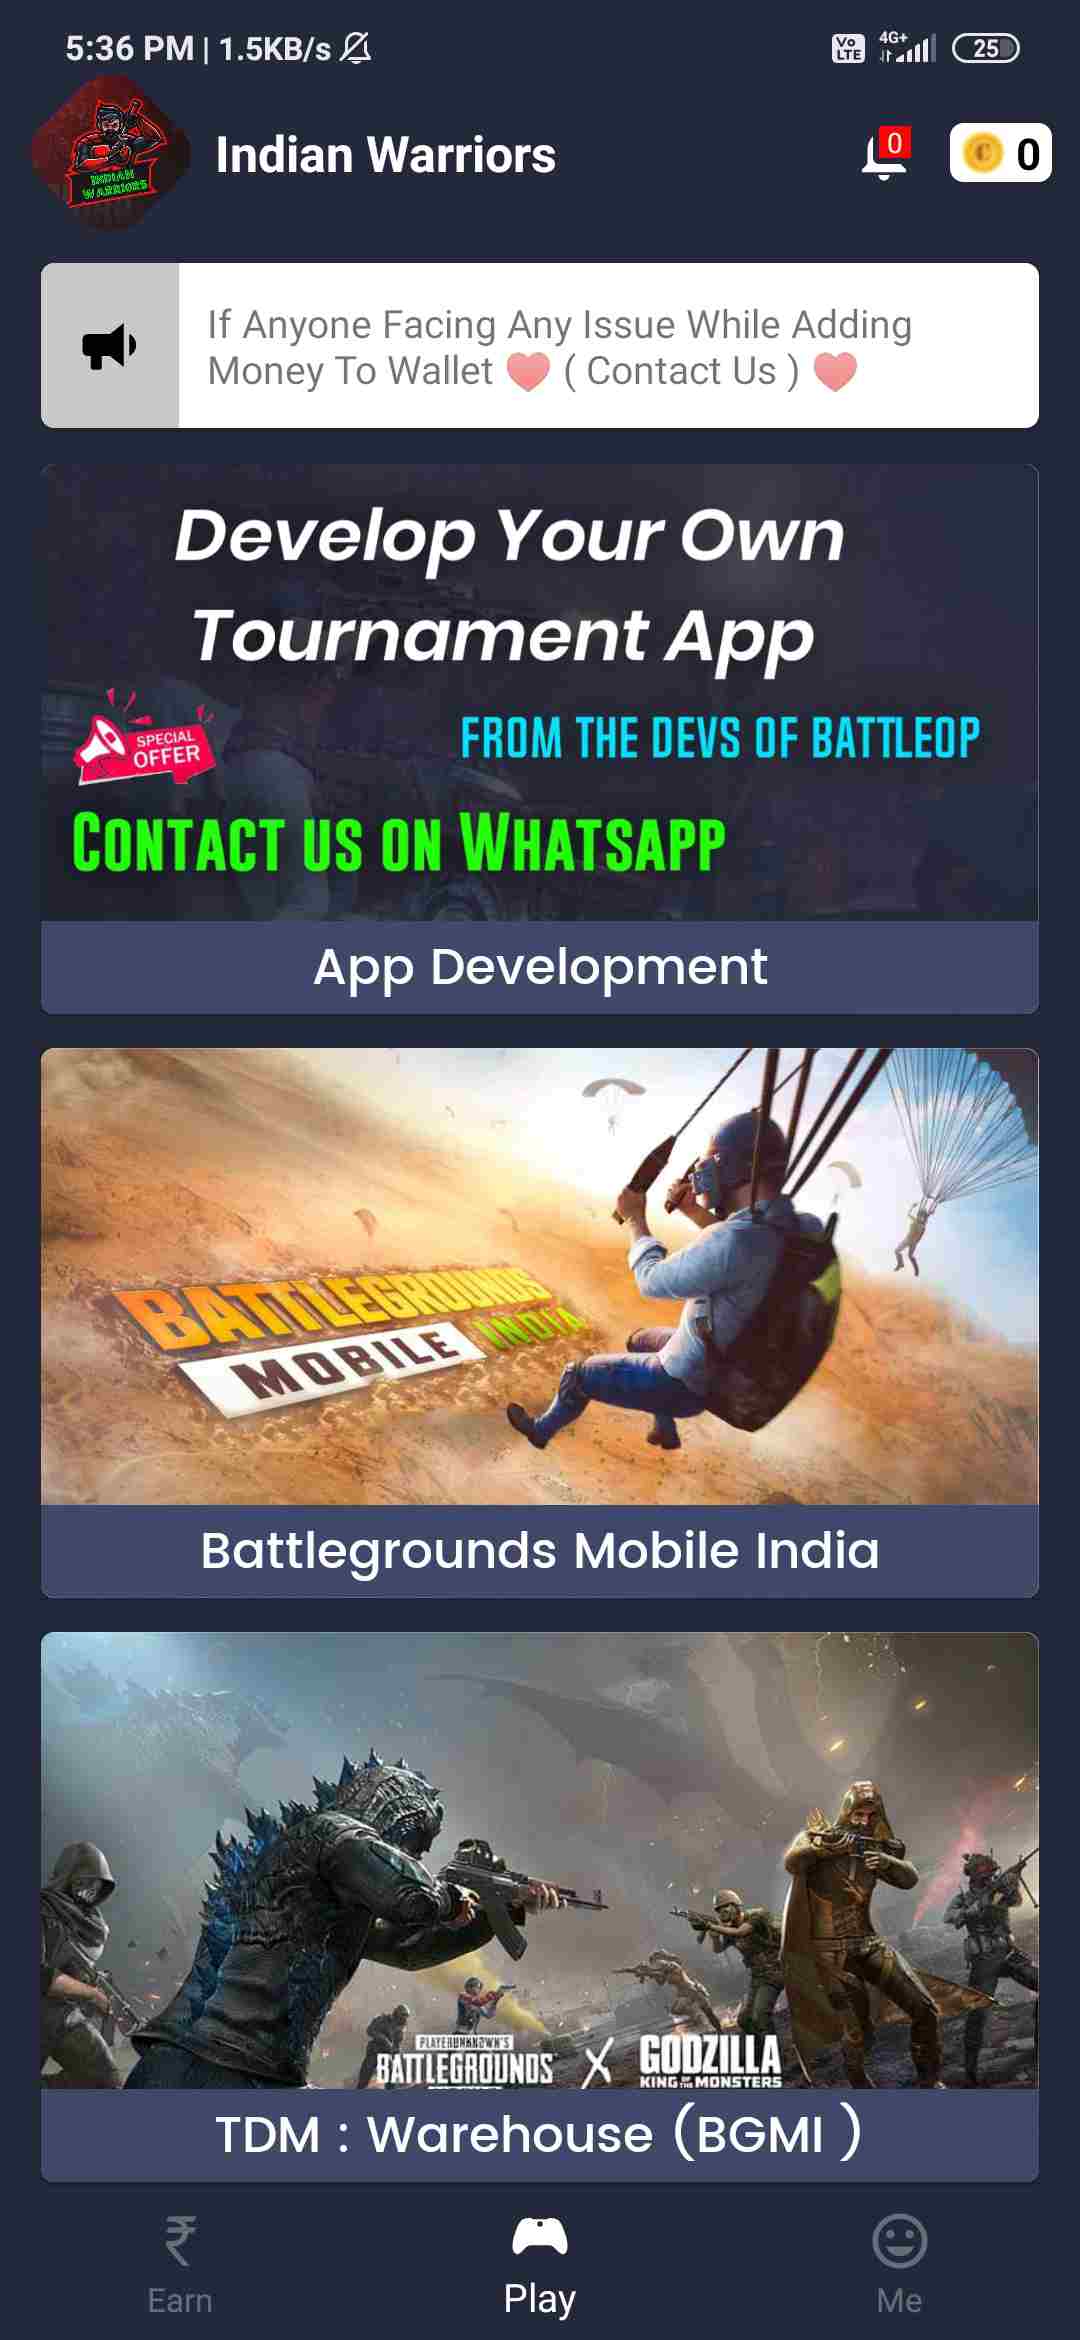 5:36 PM | 1.5KB/s
Vo LTE 4G+ 25
INDIAN
WARRIORS
Indian Warriors
0
0
If Anyone Facing Any Issue While Adding
Money To Wallet ❤ ( Contact Us ) ❤
Develop Your Own
Tournament App
SPECIAL
OFFER
FROM THE DEVS OF BATTLEOP
CONTACT US ON WHATSAPP
App Development
BATTLEGROUNDS
MOBILE INDIA
Battlegrounds Mobile India
PLAYERUNKNOWN'S
BATTLEGROUNDS X GODZILLA
KING OF THE MONSTERS
TDM : Warehouse (BGMI )
Earn
Play
Me